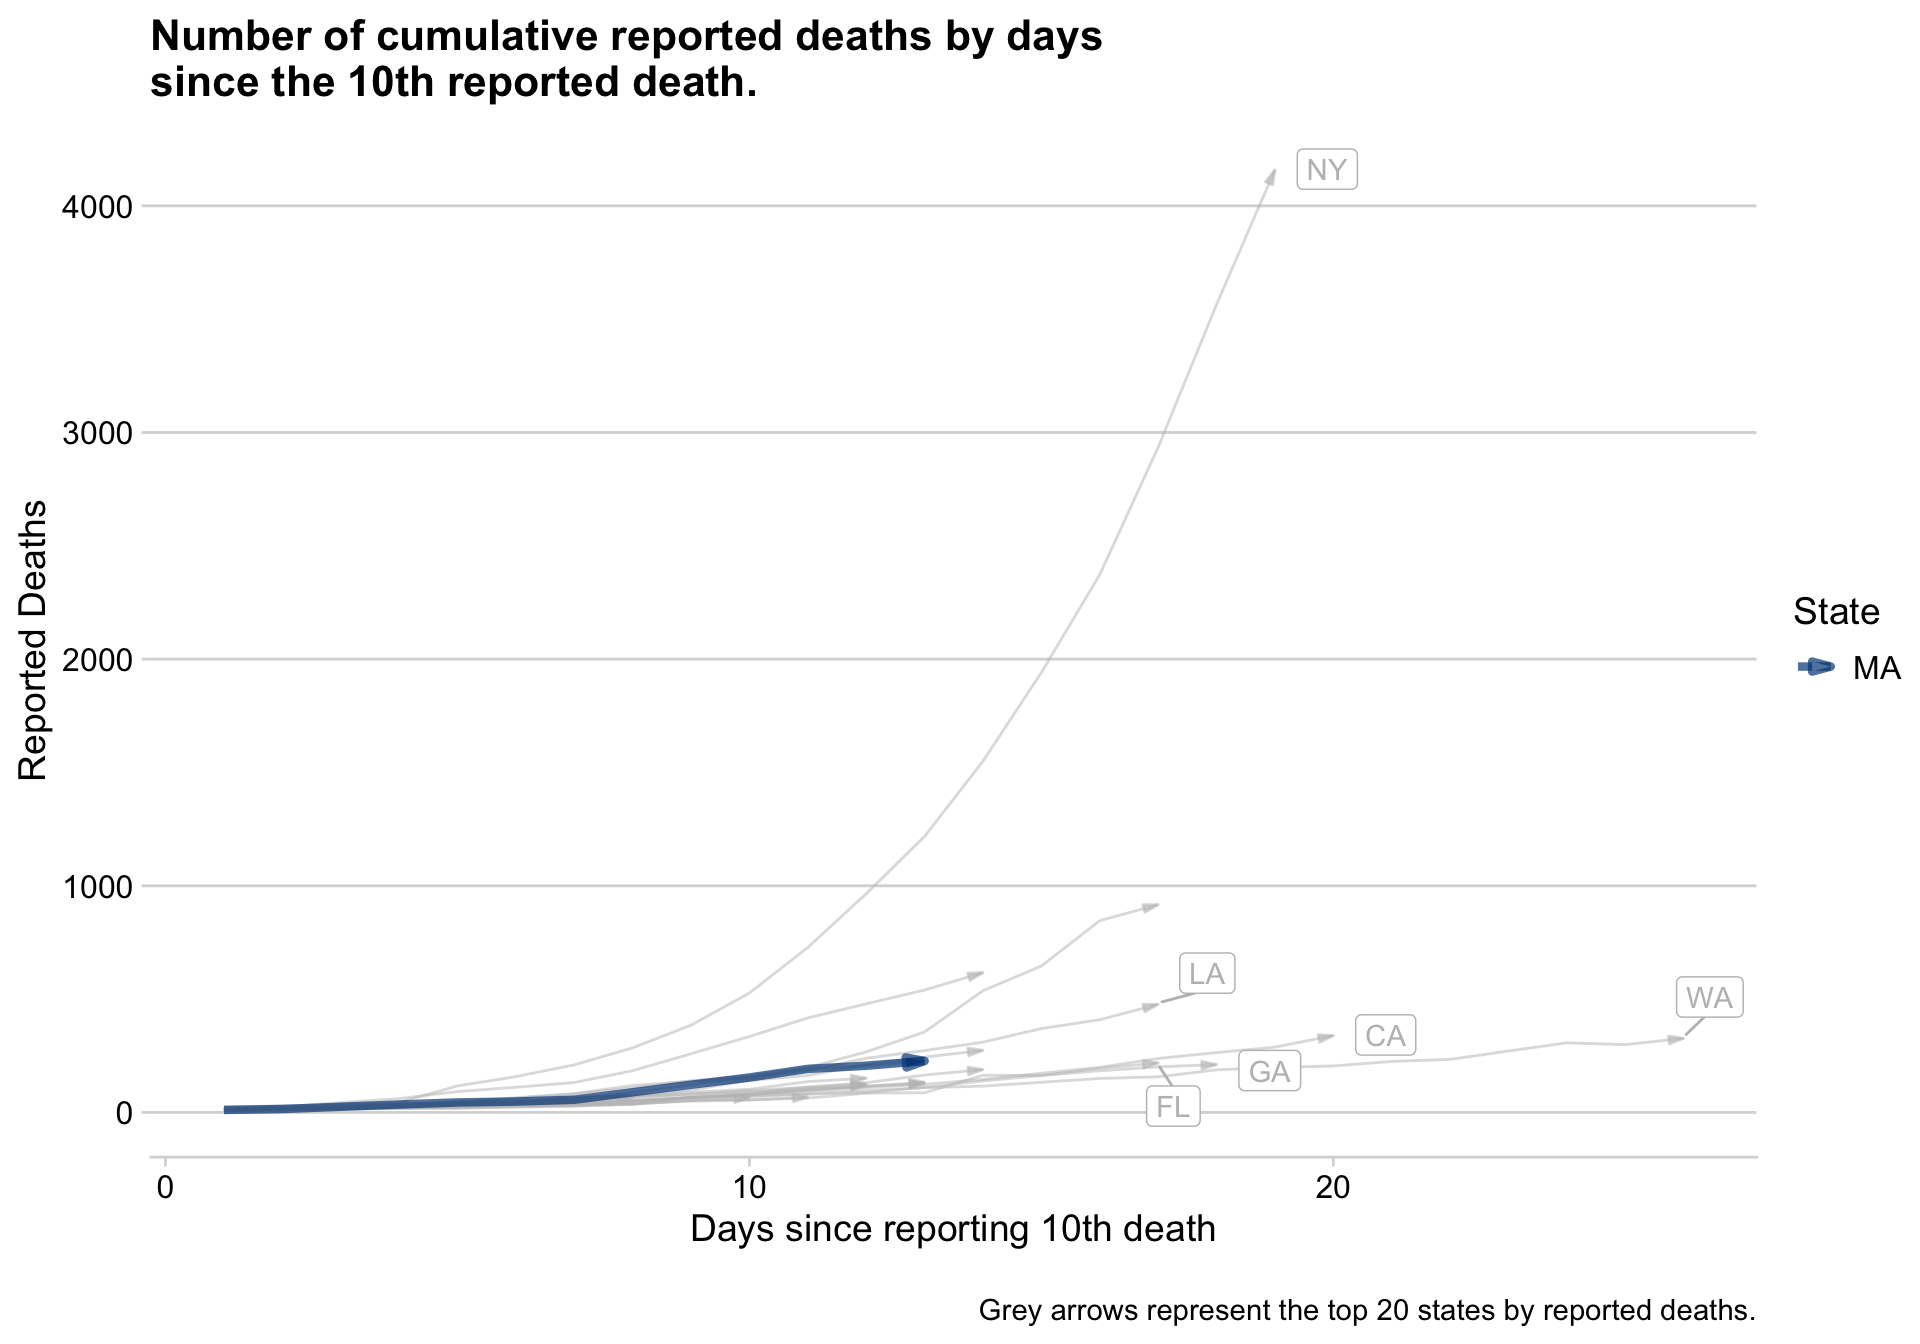 Number of cumulative reported deaths by days
since the 10th reported death.
NY
4000
3000
2000
1000
0
Reported Deaths
LA
WA
CA
GA
FL
State
MA
0 10 20
Days since reporting 10th death
Grey arrows represent the top 20 states by reported deaths.